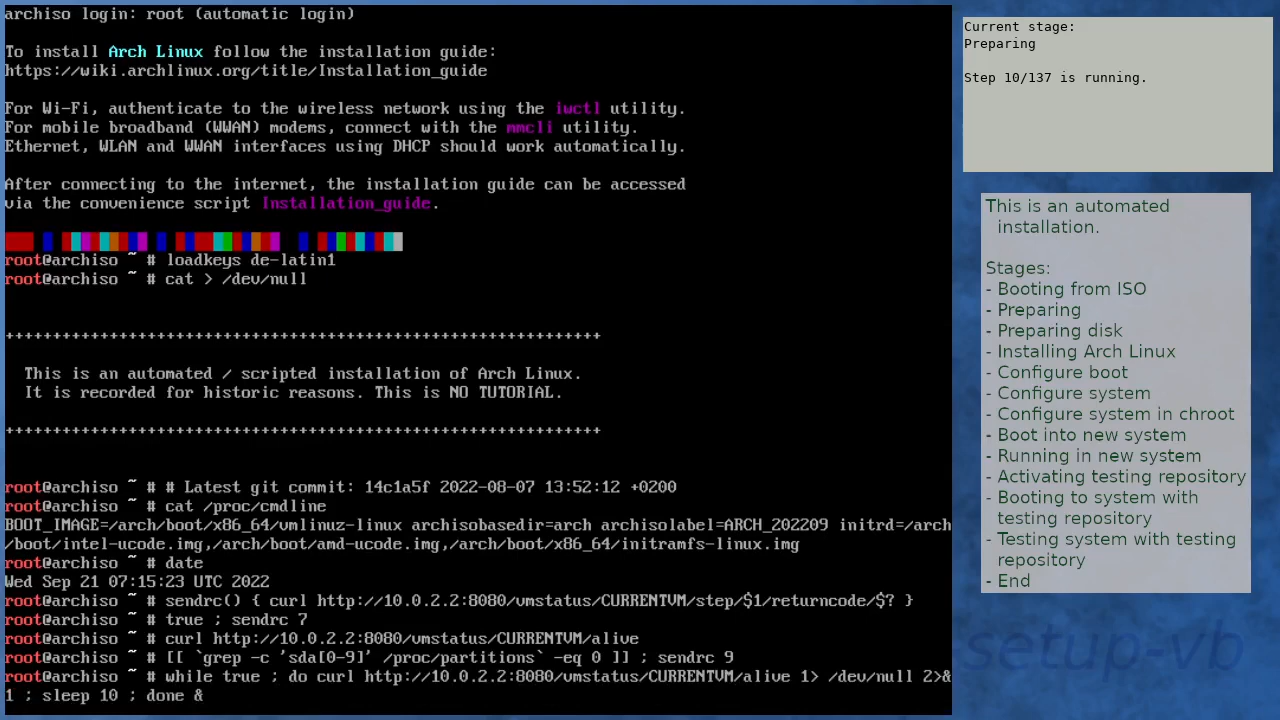 archiso login: root (automatic login)
To install Arch Linux follow the installation guide:
https://wiki.archlinux.org/title/Installation_guide
For Wi-Fi, authenticate to the wireless network using the iwctl utility.
For mobile broadband (WWAN) modems, connect with the mmcli utility.
Ethernet, WLAN and WWAN interfaces using DHCP should work automatically.
After connecting to the internet, the installation guide can be accessed
via the convenience script Installation_guide.
root@archiso ~ # loadkeys de-latin1
root@archiso ~ # cat > /dev/null
+++++++++++++++++++++++++++++++++++++++++++++++++++++++++++++++
This is an automated / scripted installation of Arch Linux.
It is recorded for historic reasons. This is NO TUTORIAL.
+++++++++++++++++++++++++++++++++++++++++++++++++++++++++++++++
root@archiso ~ # # Latest git commit: 14c1a5f 2022-08-07 13:52:12 +0200
root@archiso ~ # cat /proc/cmdline
BOOT_IMAGE=/arch/boot/x86_64/vmlinuz-linux archisobasedir=arch archisolabel=ARCH_202209 initrd=/arch
/boot/intel-ucode.img,/arch/boot/amd-ucode.img,/arch/boot/x86_64/initramfs-linux.img
root@archiso ~ # date
Wed Sep 21 07:15:23 UTC 2022
root@archiso ~ # sendrc() { curl http://10.0.2.2:8080/vmstatus/CURRENTVM/step/$1/returncode/$? }
root@archiso ~ # true ; sendrc 7
root@archiso ~ # curl http://10.0.2.2:8080/vmstatus/CURRENTVM/alive
root@archiso ~ # [[ `grep -c 'sda[0-9]' /proc/partitions` -eq 0 ]] ; sendrc 9
root@archiso ~ # while true ; do curl http://10.0.2.2:8080/vmstatus/CURRENTVM/alive 1> /dev/null 2>&
1 ; sleep 10 ; done &
Current stage:
Preparing
Step 10/137 is running.
This is an automated
installation.
Stages:
- Booting from ISO
- Preparing
- Preparing disk
- Installing Arch Linux
- Configure boot
- Configure system
- Configure system in chroot
- Boot into new system
- Running in new system
- Activating testing repository
- Booting to system with
testing repository
- Testing system with testing
repository
- End
setup-vb